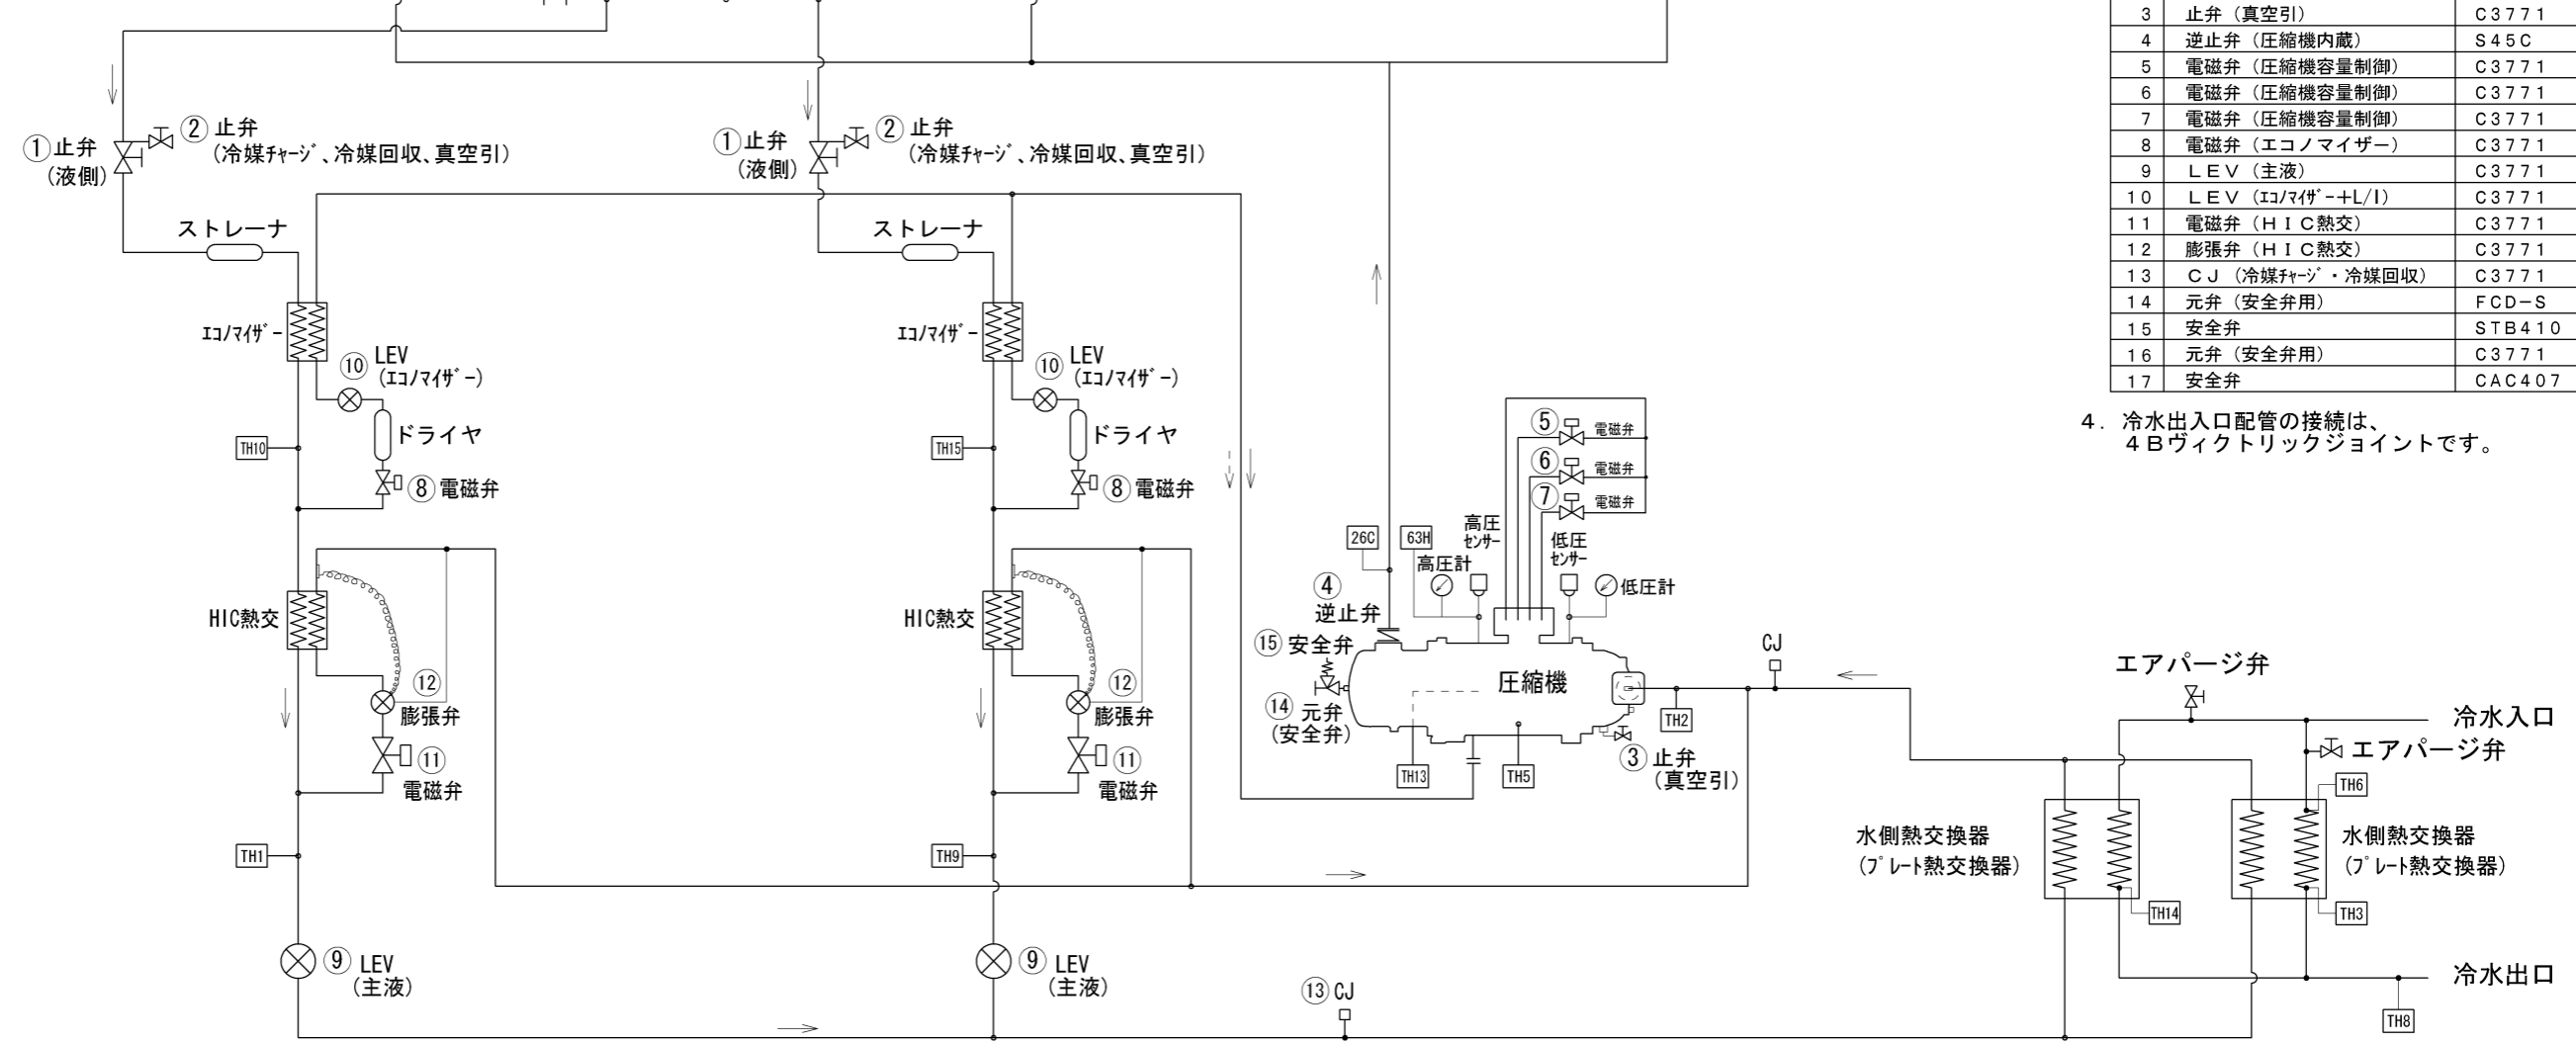 3 止弁（真空引） C3771
4 逆止弁（圧縮機内蔵） S45C
5 電磁弁（圧縮機容量制御） C3771
6 電磁弁（圧縮機容量制御） C3771
7 電磁弁（圧縮機容量制御） C3771
8 電磁弁（エコノマイザー） C3771
9 ＬＥＶ（主液） C3771
10 ＬＥＶ（ｴｺﾉﾏｲｻﾞｰ+L/I） C3771
11 電磁弁（ＨＩＣ熱交） C3771
12 膨張弁（ＨＩＣ熱交） C3771
13 ＣＪ（冷媒ﾁｬｰｼﾞ・冷媒回収） C3771
14 元弁（安全弁用） FCD-S
15 安全弁 STB410
16 元弁（安全弁用） C3771
17 安全弁 CAC407
4. 冷水出入口配管の接続は、
4Bヴィクトリックジョイントです。
①止弁
(液側)
②止弁
(冷媒ﾁｬｰｼﾞ、冷媒回収、真空引)
①止弁
(液側)
②止弁
(冷媒ﾁｬｰｼﾞ、冷媒回収、真空引)
ストレーナ
ストレーナ
ｴｺﾉﾏｲｻﾞｰ
⑩ LEV
(ｴｺﾉﾏｲｻﾞｰ)
ｴｺﾉﾏｲｻﾞｰ
⑩ LEV
(ｴｺﾉﾏｲｻﾞｰ)
TH10
ドライヤ
TH15
ドライヤ
⑧電磁弁
⑧電磁弁
⑤ 電磁弁
⑥ 電磁弁
⑦ 電磁弁
26C
63H
高圧
ｾﾝｻｰ
低圧
ｾﾝｻｰ
高圧計
低圧計
HIC熱交
HIC熱交
④
逆止弁
⑮安全弁
⑭元弁
(安全弁)
圧縮機
CJ
TH2
TH13
TH5
③止弁
(真空引)
⑫
膨張弁
⑫
膨張弁
⑪
電磁弁
⑪
電磁弁
エアパージ弁
冷水入口
エアパージ弁
TH6
水側熱交換器
(ﾌﾟﾚｰﾄ熱交換器)
水側熱交換器
(ﾌﾟﾚｰﾄ熱交換器)
TH1
TH9
TH14
TH3
⑨ LEV
(主液)
⑨ LEV
(主液)
⑬CJ
冷水出口
TH8